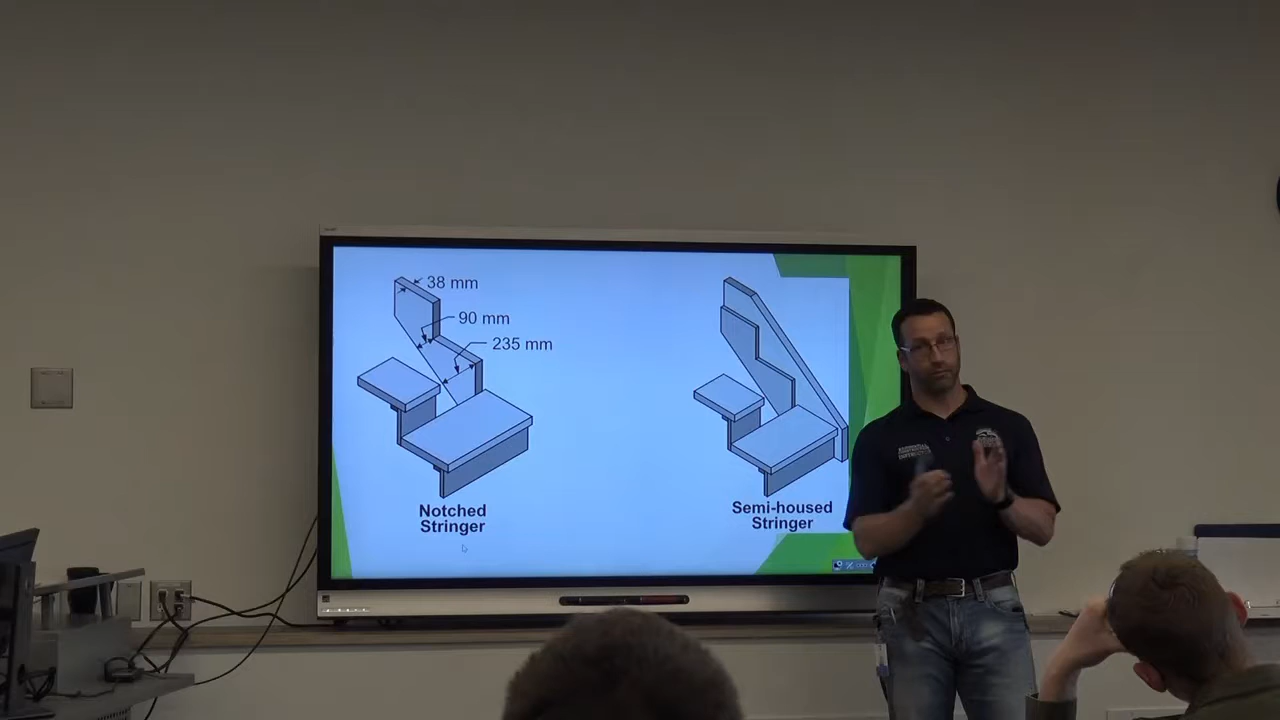 38 mm
90 mm
235 mm
Notched
Stringer
Semi-housed
Stringer